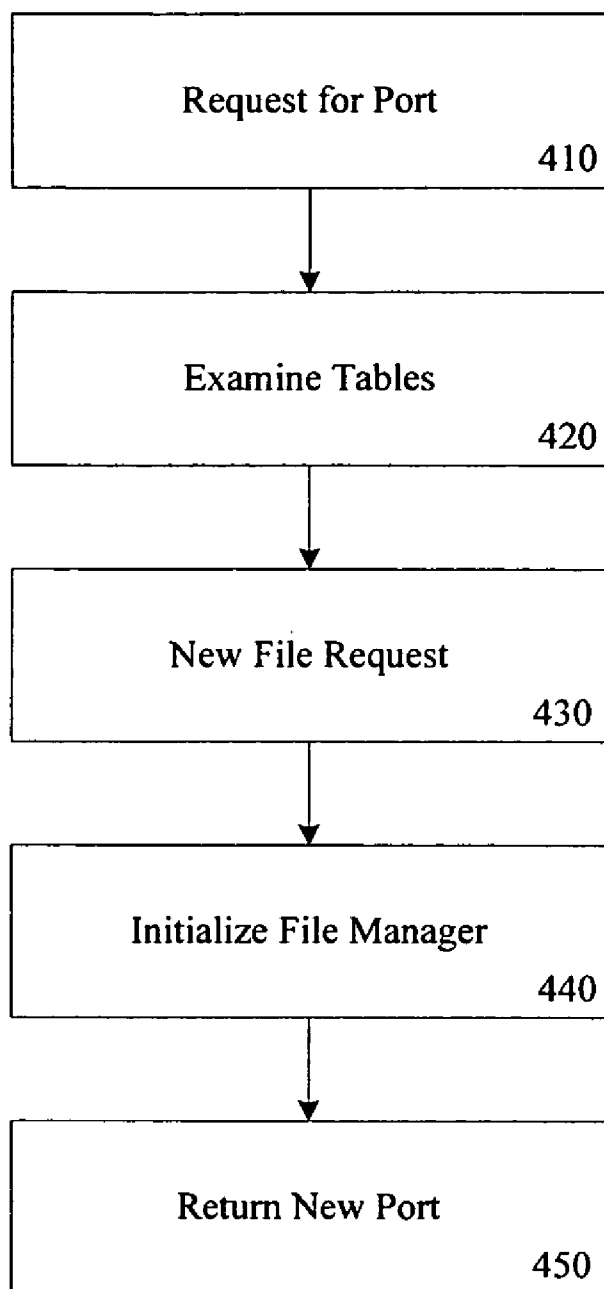 Request for Port
410
Examine Tables
420
New File Request
430
Initialize File Manager
440
Return New Port
450